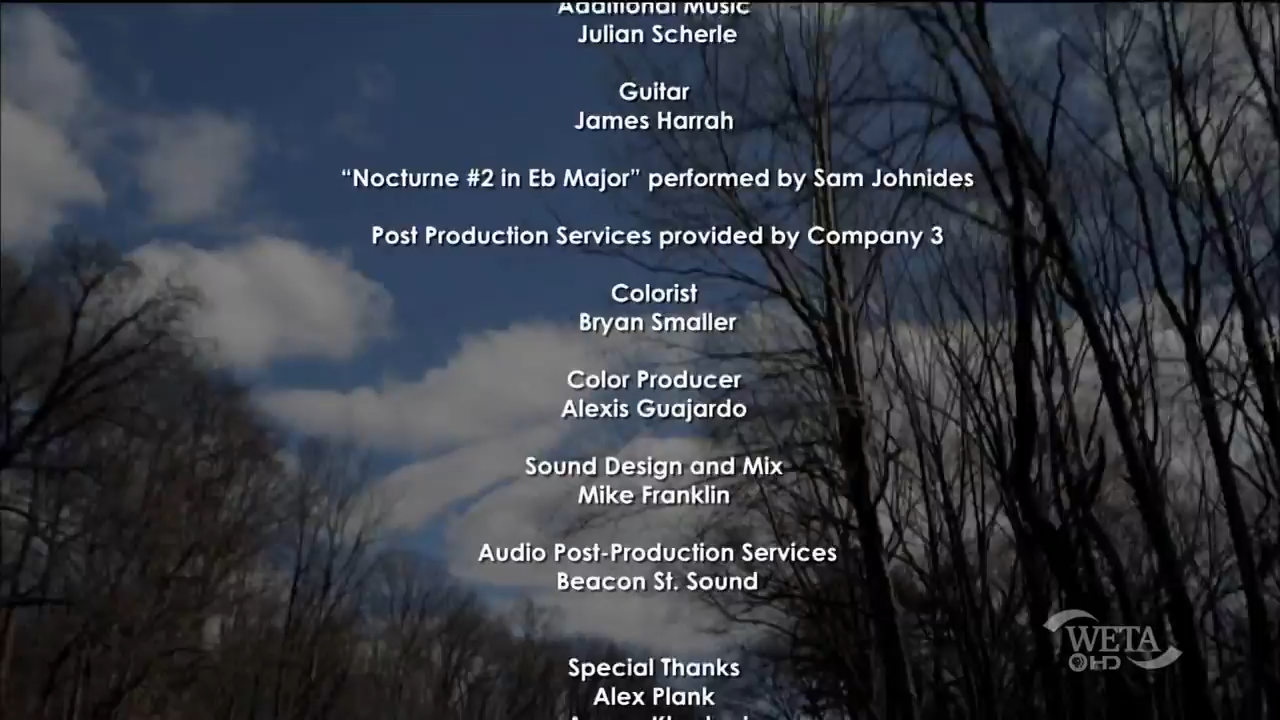 Additional Music
Julian Scherle
Guitar
James Harrah
“Nocturne #2 in Eb Major” performed by Sam Johnides
Post Production Services provided by Company 3
Colorist
Bryan Smaller
Color Producer
Alexis Guajardo
Sound Design and Mix
Mike Franklin
Audio Post-Production Services
Beacon St. Sound
WETA
HD
Special Thanks
Alex Plank